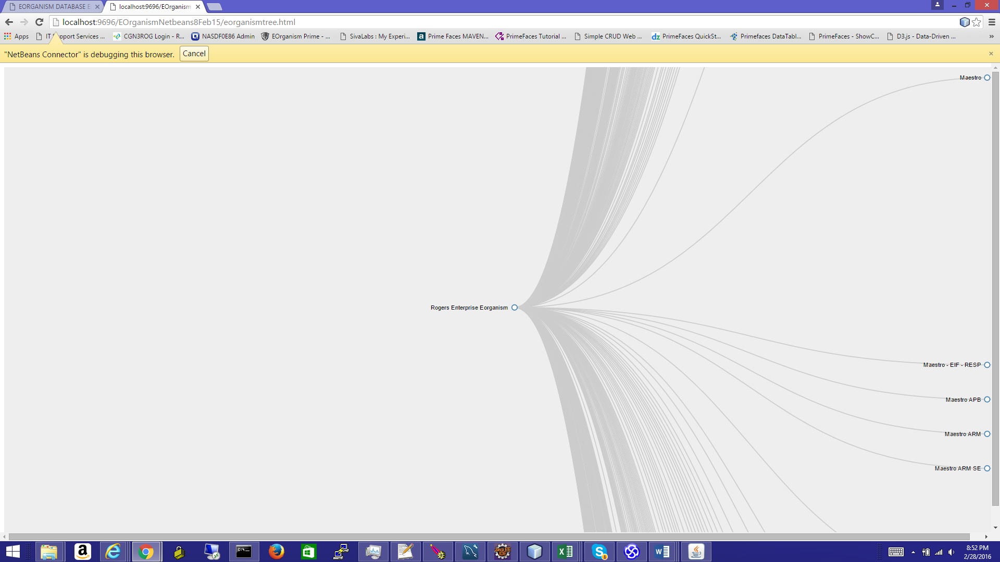 EORGANISM DATABASE E
localhost:9696/EOrganism
localhost:9696/EOrganismNetbeans8Feb15/eorganismtree.html
Apps
IT Support Services ...
CGN3ROG Login - R...
NASDF0E86 Admin
EOrganism Prime - ...
SivaLabs : My Experi...
Prime Faces MAVEN...
PrimeFaces Tutorial ...
Simple CRUD Web ...
PrimeFaces QuickSt...
Primefaces DataTabl...
PrimeFaces - ShowC...
D3.js - Data-Driven ...
"NetBeans Connector" is debugging this browser.
Cancel
Maestro
Rogers Enterprise Eorganism
Maestro - EIF - RESP
Maestro APB
Maestro ARM
Maestro ARM SE
8:52 PM
2/28/2016